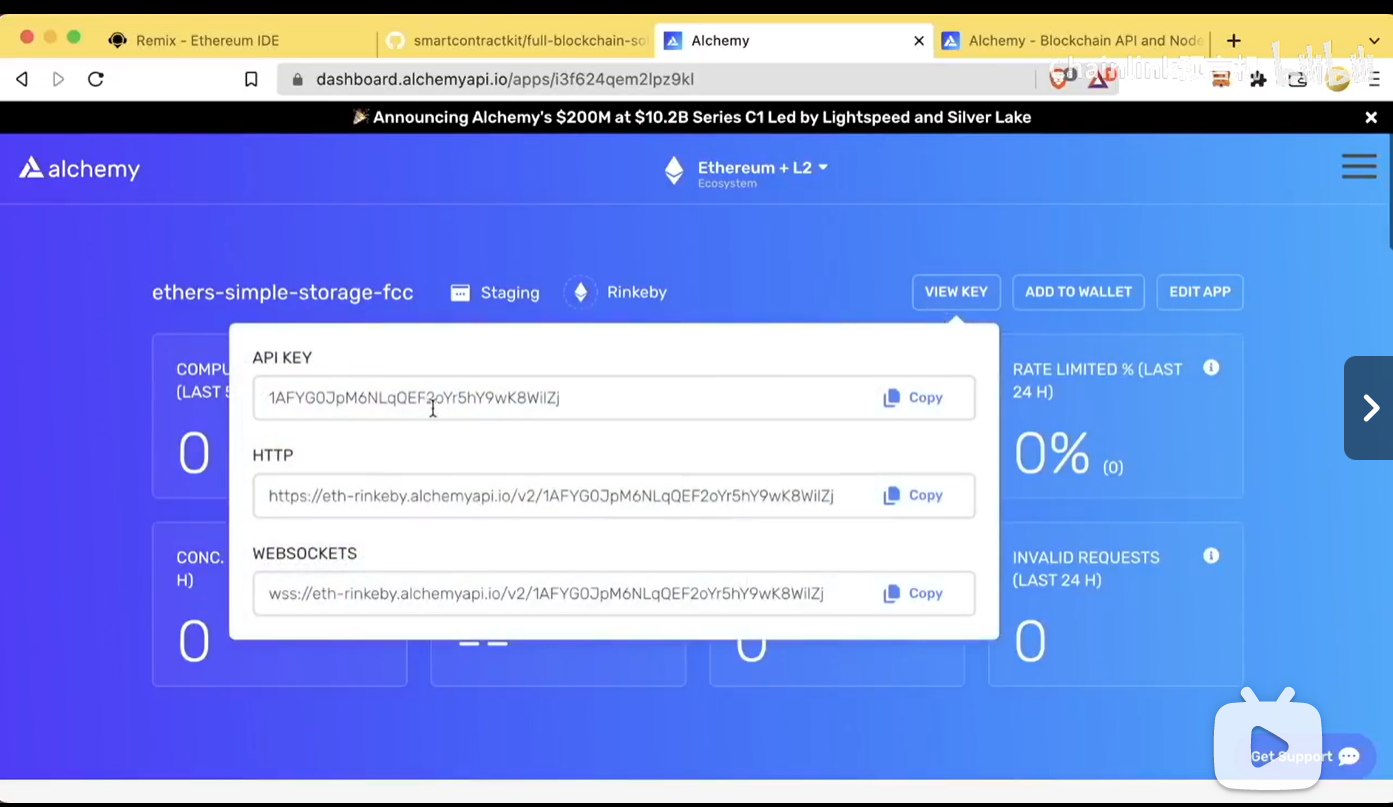 Remix - Ethereum IDE
smartcontractkit/full-blockchain-sol
Alchemy
Alchemy - Blockchain API and Node
dashboard.alchemyapi.io/apps/i3f624qem2lpz9kl
Announcing Alchemy's $200M at $10.2B Series C1 Led by Lightspeed and Silver Lake
alchemy
Ethereum + L2
Ecosystem
ethers-simple-storage-fcc
Staging
Rinkeby
VIEW KEY
ADD TO WALLET
EDIT APP
COMPU
(LAST 5
0
API KEY
1AFYG0JpM6NLqQEF2oYr5hY9wK8WilZj
Copy
HTTP
https://eth-rinkeby.alchemyapi.io/v2/1AFYG0JpM6NLqQEF2oYr5hY9wK8WilZj
Copy
WEBSOCKETS
wss://eth-rinkeby.alchemyapi.io/v2/1AFYG0JpM6NLqQEF2oYr5hY9wK8WilZj
Copy
RATE LIMITED % (LAST
24 H)
0% (0)
CONC.
H)
0
0
INVALID REQUESTS
(LAST 24 H)
0
Get Support